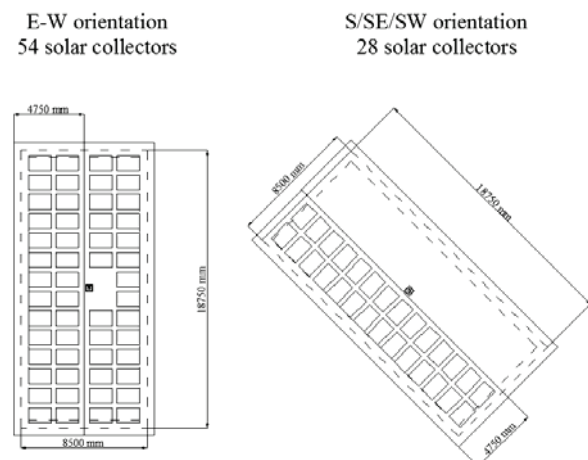 E-W orientation
54 solar collectors
S/SE/SW orientation
28 solar collectors
4750 mm
18750 mm
8500 mm
8500 mm
18750 mm
4750 mm